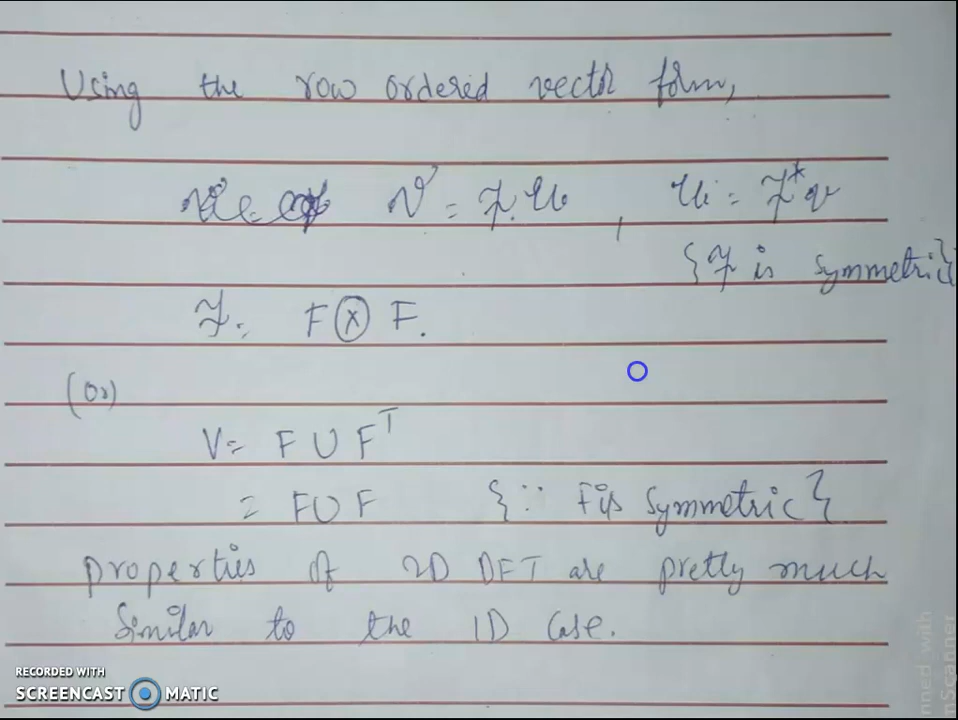 Using the row ordered vector form,
v = ℱ.u , u = ℱ*v
{ℱ is symmetric}
ℱ = F ⊗ F.
(Or)
V = F U Fᵀ
= F U F {∵ F is symmetric}
properties of 2D DFT are pretty much
Similar to the 1D Case.
RECORDED WITH
SCREENCAST MATIC